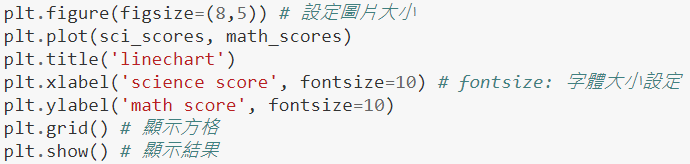 plt.figure(figsize=(8,5)) # 設定圖片大小
plt.plot(sci_scores, math_scores)
plt.title('linechart')
plt.xlabel('science score', fontsize=10) # fontsize: 字體大小設定
plt.ylabel('math score', fontsize=10)
plt.grid() # 顯示方格
plt.show() # 顯示結果